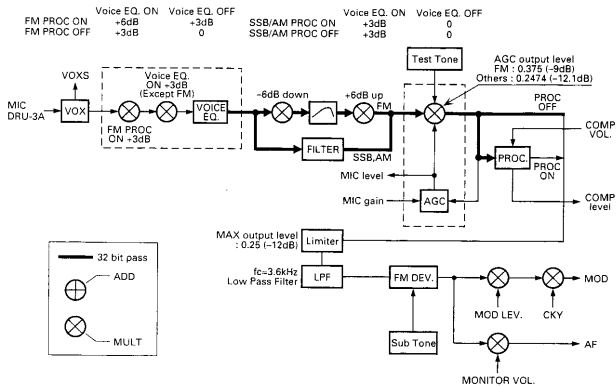 Voice EQ. ON Voice EQ. OFF
FM PROC ON +6dB +3dB
FM PROC OFF +3dB 0
Voice EQ. ON Voice EQ. OFF
SSB/AM PROC ON +3dB 0
SSB/AM PROC OFF +3dB 0
Test Tone
AGC output level
FM : 0.375 (−9dB)
Others : 0.2474 (−12.1dB)
VOXS
Voice EQ.
ON +3dB
(Except FM)
−6dB down
+6dB up
FM
PROC
OFF
MIC
DRU-3A
VOX
VOICE
EQ.
FM PROC
ON +3dB
FILTER
SSB,AM
COMP
VOL.
PROC.
PROC
ON
MIC level
MIC gain
AGC
COMP
level
MAX output level
: 0.25 (−12dB)
Limiter
fc=3.6kHz
Low Pass Filter
LPF
FM DEV.
MOD
MOD LEV.
CKY
Sub Tone
AF
MONITOR VOL.
32 bit pass
ADD
MULT